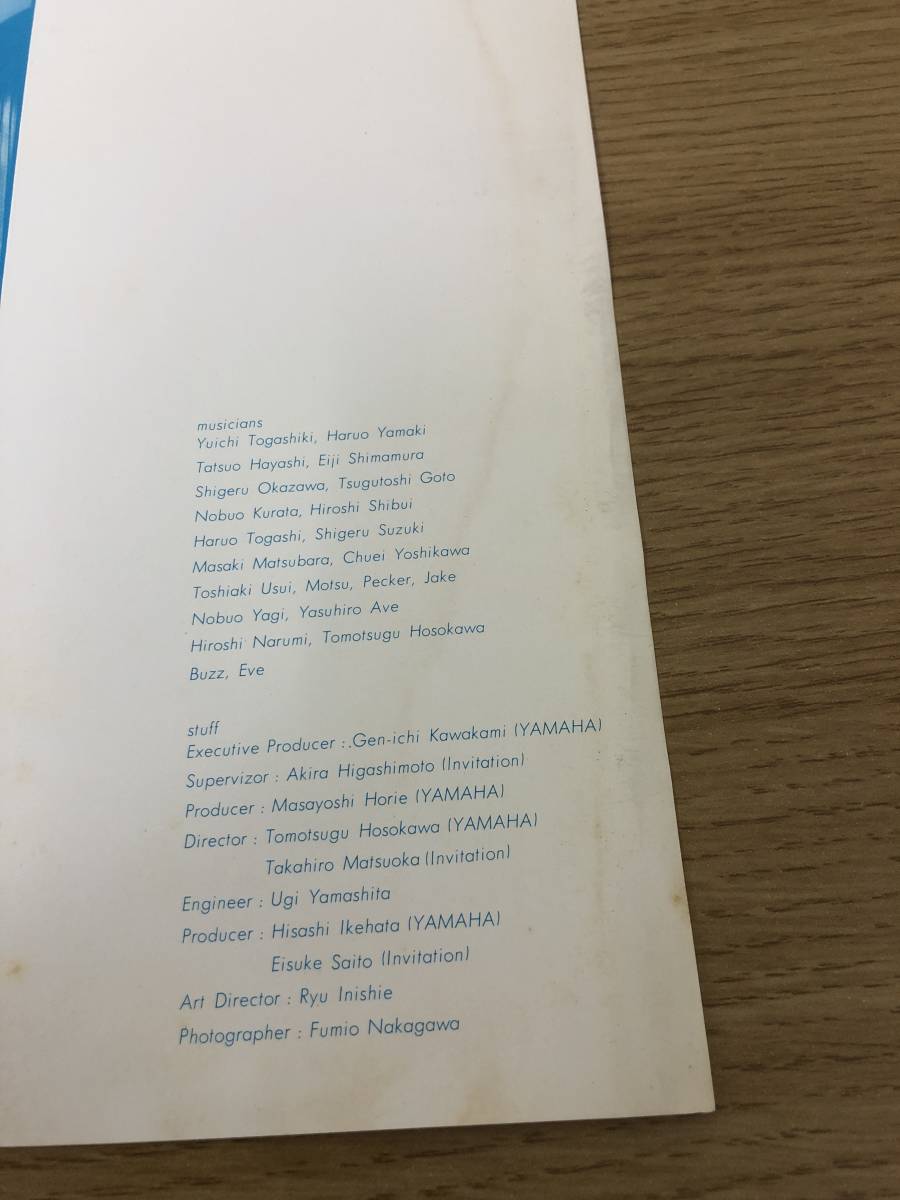 musicians
Yuichi Togashiki, Haruo Yamaki
Tatsuo Hayashi, Eiji Shimamura
Shigeru Okazawa, Tsugutoshi Goto
Nobuo Kurata, Hiroshi Shibui
Haruo Togashi, Shigeru Suzuki
Masaki Matsubara, Chuei Yoshikawa
Toshiaki Usui, Motsu, Pecker, Jake
Nobuo Yagi, Yasuhiro Ave
Hiroshi Narumi, Tomotsugu Hosokawa
Buzz, Eve
stuff
Executive Producer :.Gen-ichi Kawakami (YAMAHA)
Supervizor : Akira Higashimoto (Invitation)
Producer : Masayoshi Horie (YAMAHA)
Director : Tomotsugu Hosokawa (YAMAHA)
Takahiro Matsuoka (Invitation)
Engineer : Ugi Yamashita
Producer : Hisashi Ikehata (YAMAHA)
Eisuke Saito (Invitation)
Art Director : Ryu Inishie
Photographer : Fumio Nakagawa